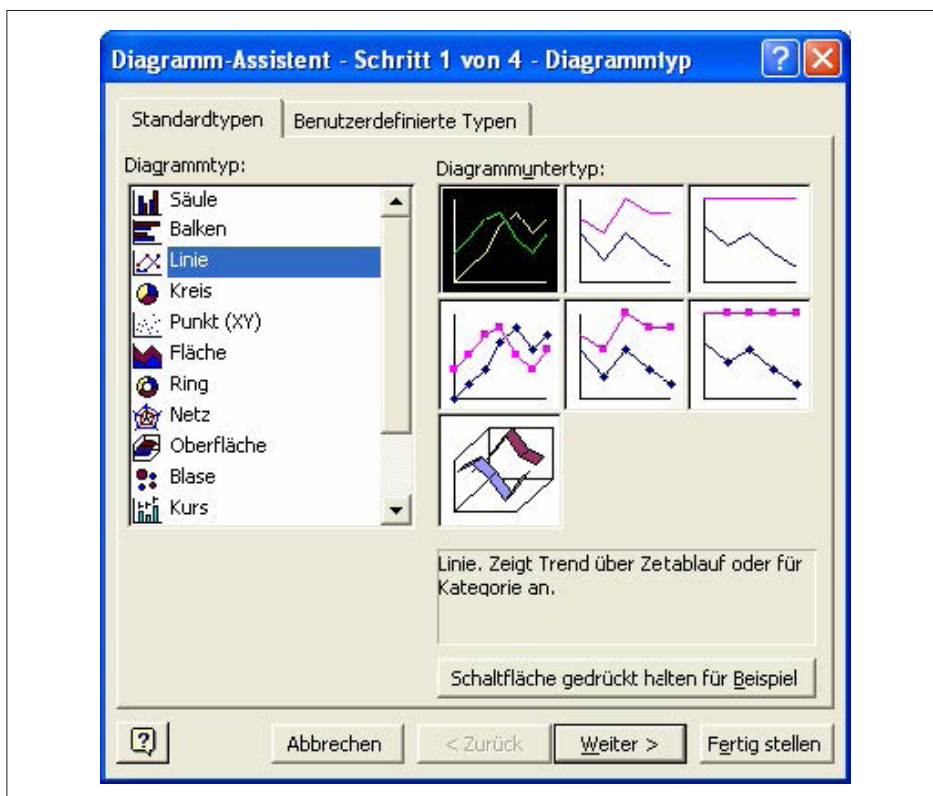 Diagramm-Assistent - Schritt 1 von 4 - Diagrammtyp
Standardtypen
Benutzerdefinierte Typen
Diagrammtyp:
Säule
Balken
Linie
Kreis
Punkt (XY)
Fläche
Ring
Netz
Oberfläche
Blase
Kurs
Diagrammuntertyp:
Linie. Zeigt Trend über Zetablauf oder für
Kategorie an.
Schaltfläche gedrückt halten für Beispiel
Abbrechen
< Zurück
Weiter >
Fertig stellen